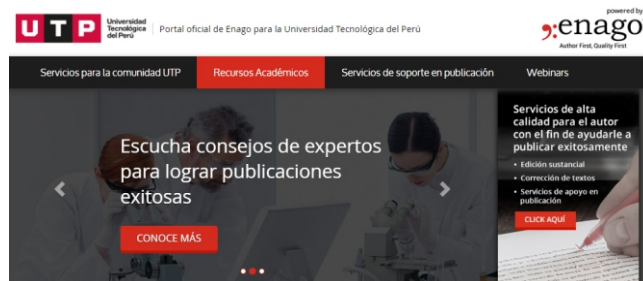 UTP
Universidad
Tecnológica
del Perú
Portal oficial de Enago para la Universidad Tecnológica del Perú
powered by
enago
Author First, Quality First
Servicios para la comunidad UTP
Recursos Académicos
Servicios de soporte en publicación
Webinars
Escucha consejos de expertos
para lograr publicaciones
exitosas
CONOCE MÁS
Servicios de alta
calidad para el autor
con el fin de ayudarle a
publicar exitosamente
• Edición sustancial
• Corrección de textos
• Servicios de apoyo en
publicación
CLICK AQUÍ